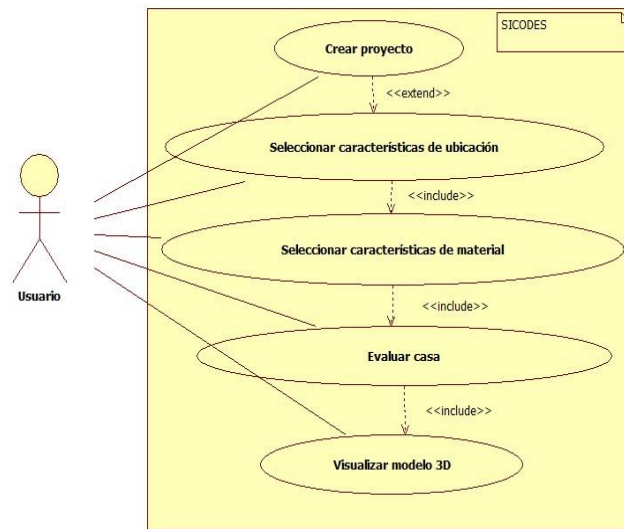 SICODES
Crear proyecto
<<extend>>
Seleccionar características de ubicación
<<include>>
Seleccionar características de material
Usuario
<<include>>
Evaluar casa
<<include>>
Visualizar modelo 3D